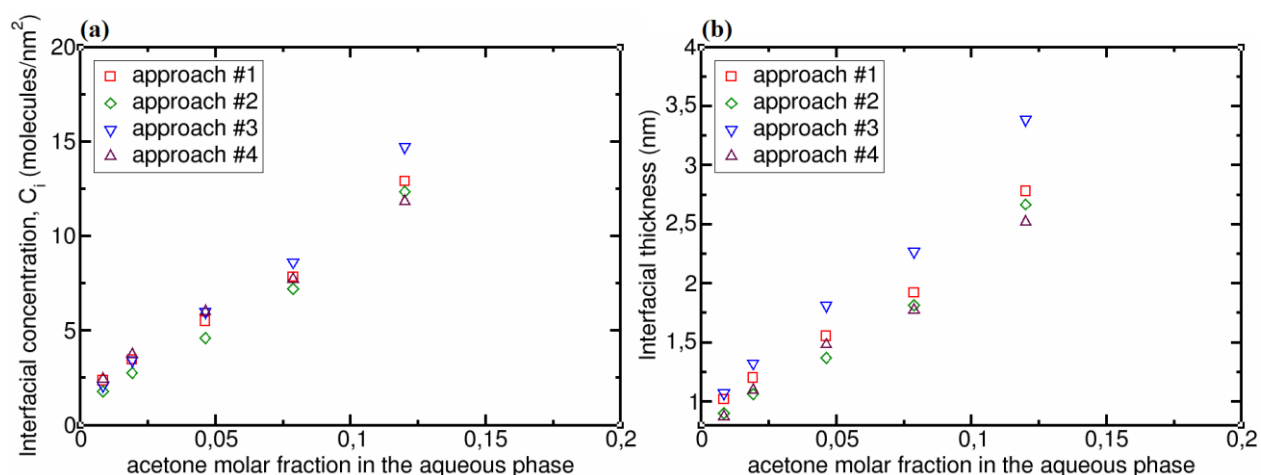 (a)
20
15
10
5
0
Interfacial concentration, C_i (molecules/nm²)
approach #1
approach #2
approach #3
approach #4
0 0,05 0,1 0,15 0,2
acetone molar fraction in the aqueous phase
(b)
4
3,5
3
2,5
2
1,5
1
Interfacial thickness (nm)
approach #1
approach #2
approach #3
approach #4
0 0,05 0,1 0,15 0,2
acetone molar fraction in the aqueous phase